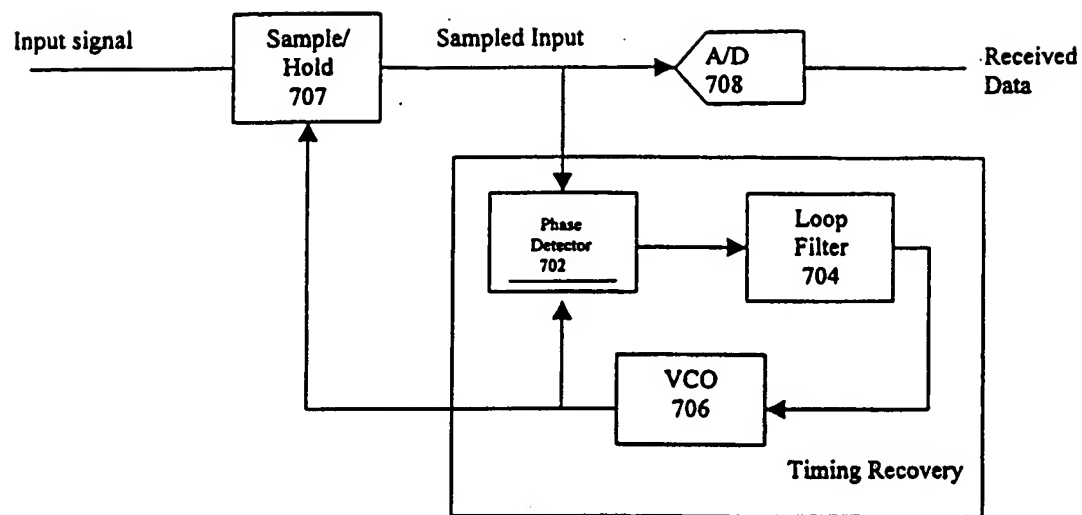 Input signal
Sample/
Hold
707
Sampled Input
A/D
708
Received
Data
Phase
Detector
702
Loop
Filter
704
VCO
706
Timing Recovery